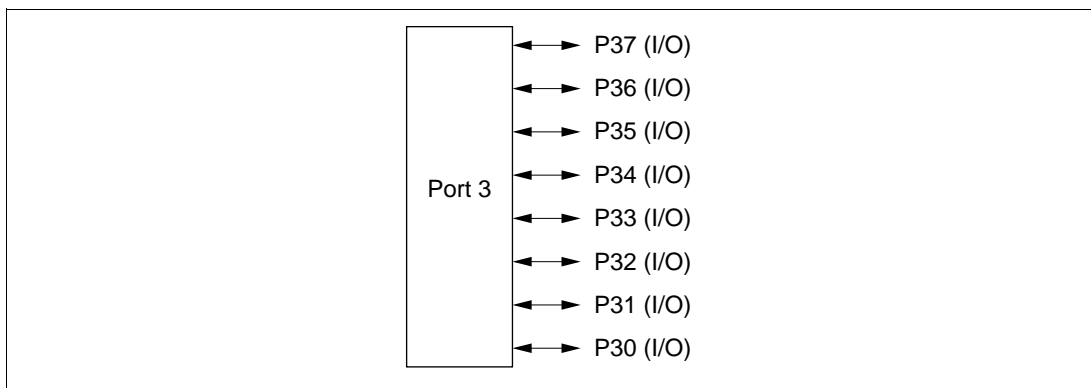 P37 (I/O)
P36 (I/O)
P35 (I/O)
P34 (I/O)
Port 3
P33 (I/O)
P32 (I/O)
P31 (I/O)
P30 (I/O)